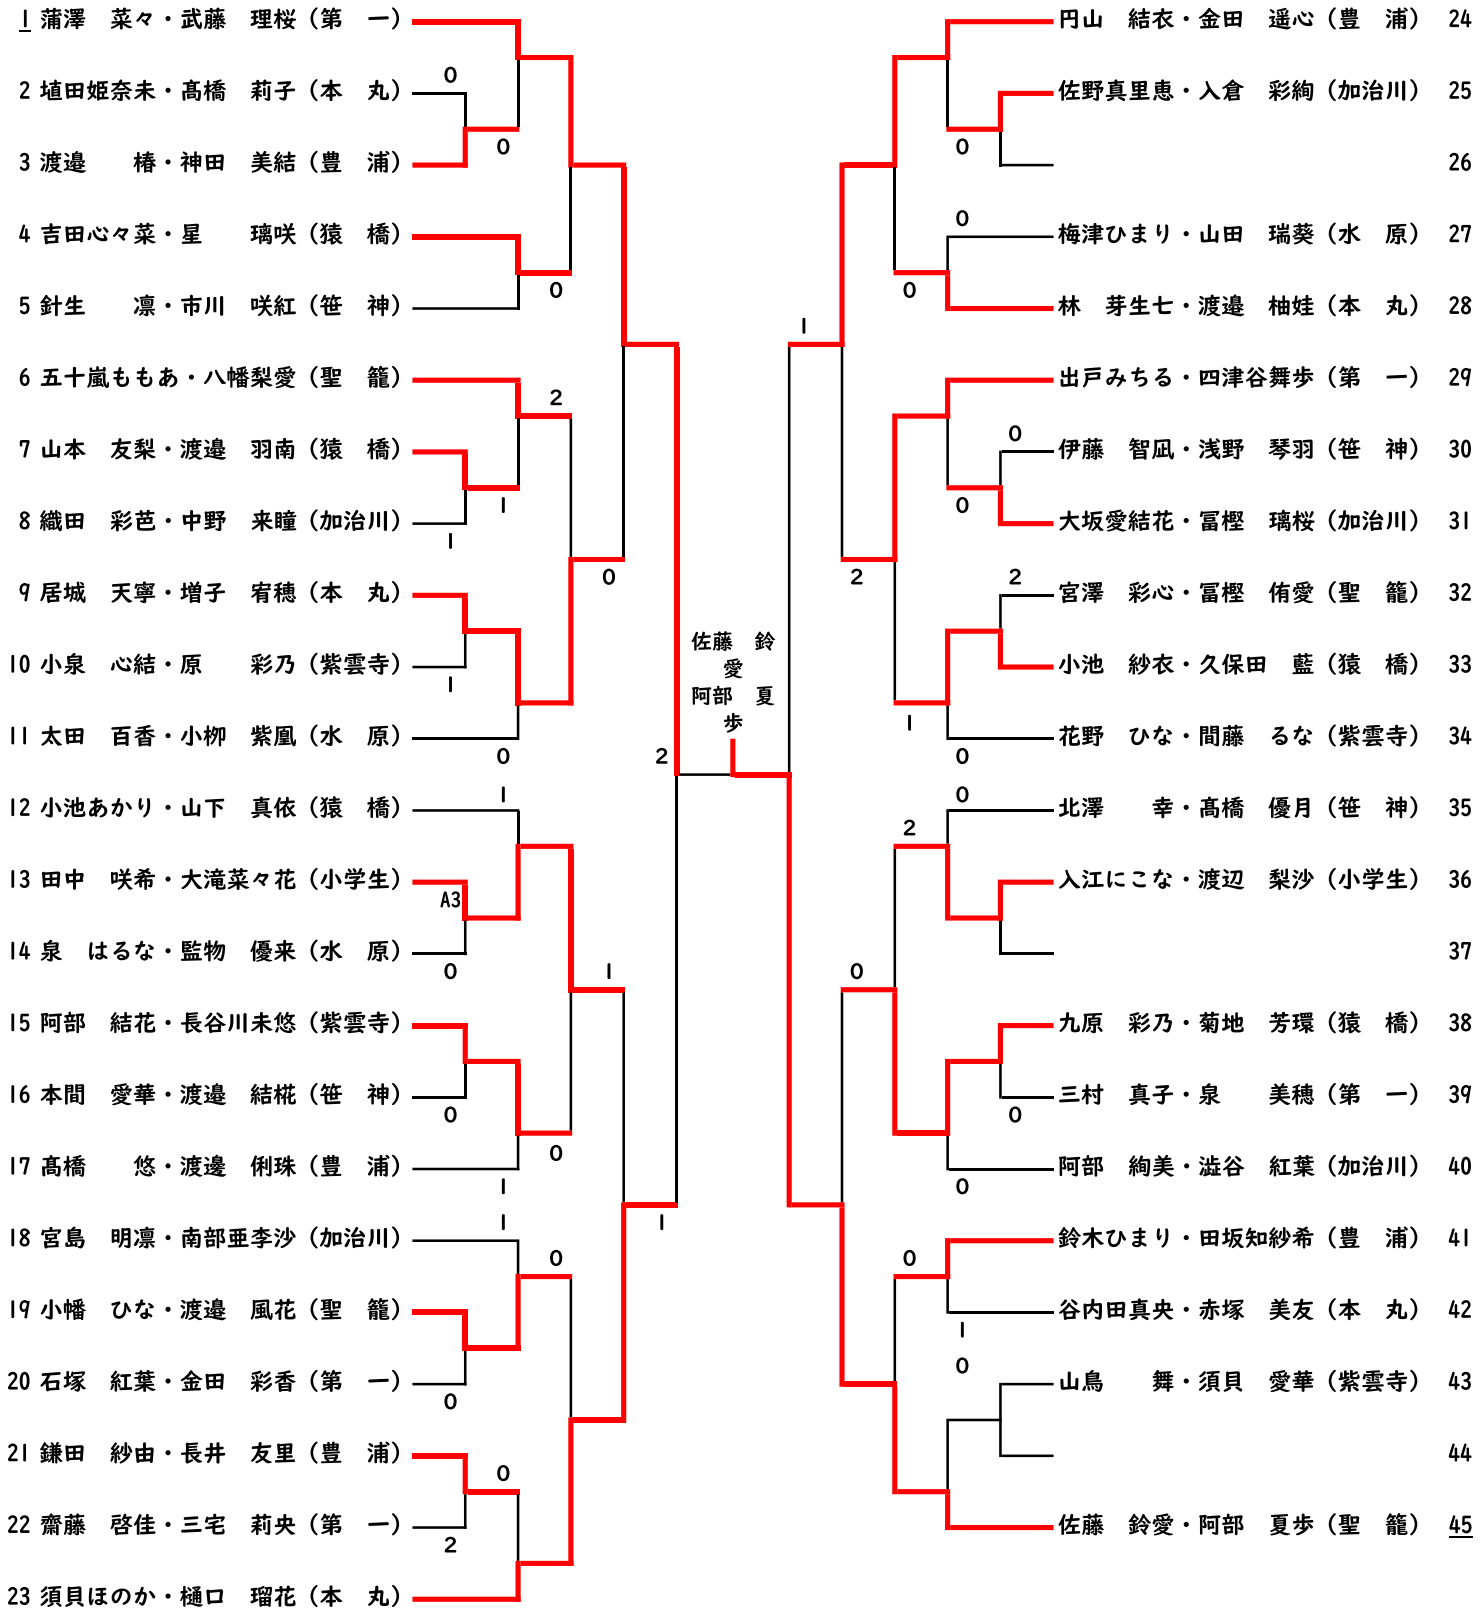 1 蒲澤　菜々・武藤　理桜（第　一）
2 埴田姫奈未・髙橋　莉子（本　丸）
0
3 渡邉　　椿・神田　美結（豊　浦）
0
4 吉田心々菜・星　　璃咲（猿　橋）
5 針生　　凛・市川　咲紅（笹　神）
0
6 五十嵐ももあ・八幡梨愛（聖　籠）
2
7 山本　友梨・渡邉　羽南（猿　橋）
1
8 織田　彩芭・中野　来瞳（加治川）
1
9 居城　天寧・増子　宥穂（本　丸）
0
10 小泉　心結・原　　彩乃（紫雲寺）
1
11 太田　百香・小栁　紫凰（水　原）
0
2
12 小池あかり・山下　真依（猿　橋）
1
13 田中　咲希・大滝菜々花（小学生）
A3
14 泉　はるな・監物　優来（水　原）
0
1
15 阿部　結花・長谷川未悠（紫雲寺）
16 本間　愛華・渡邉　結椛（笹　神）
0
17 髙橋　　悠・渡邊　俐珠（豊　浦）
0
1
18 宮島　明凛・南部亜李沙（加治川）
1
0
1
19 小幡　ひな・渡邉　風花（聖　籠）
20 石塚　紅葉・金田　彩香（第　一）
0
21 鎌田　紗由・長井　友里（豊　浦）
0
22 齋藤　啓佳・三宅　莉央（第　一）
2
23 須貝ほのか・樋口　瑠花（本　丸）
佐藤　鈴
愛
阿部　夏
歩
円山　結衣・金田　遥心（豊　浦） 24
佐野真里恵・入倉　彩絢（加治川） 25
0
26
0
梅津ひまり・山田　瑞葵（水　原） 27
0
林　芽生七・渡邉　柚娃（本　丸） 28
1
出戸みちる・四津谷舞歩（第　一） 29
0
伊藤　智凪・浅野　琴羽（笹　神） 30
0
大坂愛結花・冨樫　璃桜（加治川） 31
2
2
宮澤　彩心・冨樫　侑愛（聖　籠） 32
小池　紗衣・久保田　藍（猿　橋） 33
1
花野　ひな・間藤　るな（紫雲寺） 34
0
0
北澤　　幸・髙橋　優月（笹　神） 35
2
入江にこな・渡辺　梨沙（小学生） 36
37
0
九原　彩乃・菊地　芳環（猿　橋） 38
三村　真子・泉　　美穂（第　一） 39
0
阿部　絢美・澁谷　紅葉（加治川） 40
0
鈴木ひまり・田坂知紗希（豊　浦） 41
0
谷内田真央・赤塚　美友（本　丸） 42
1
0
山鳥　　舞・須貝　愛華（紫雲寺） 43
44
佐藤　鈴愛・阿部　夏歩（聖　籠） 45